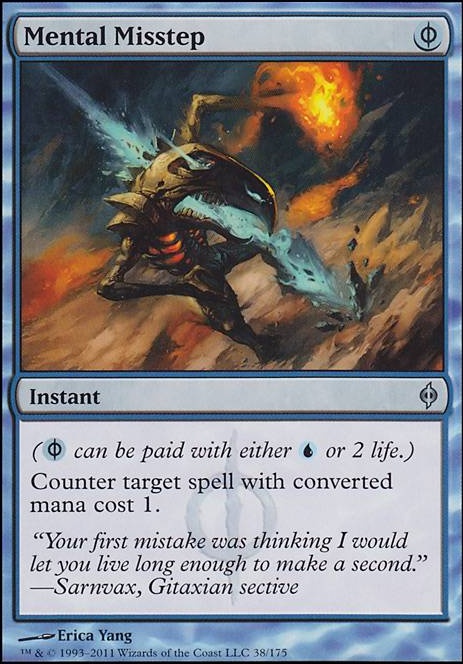 Mental Misstep
Instant
( can be paid with either or 2 life.)
Counter target spell with converted
mana cost 1.
“Your first mistake was thinking I would
let you live long enough to make a second.”
—Sarnvax, Gitaxian sective
Erica Yang
™ & © 1993–2011 Wizards of the Coast LLC 38/175